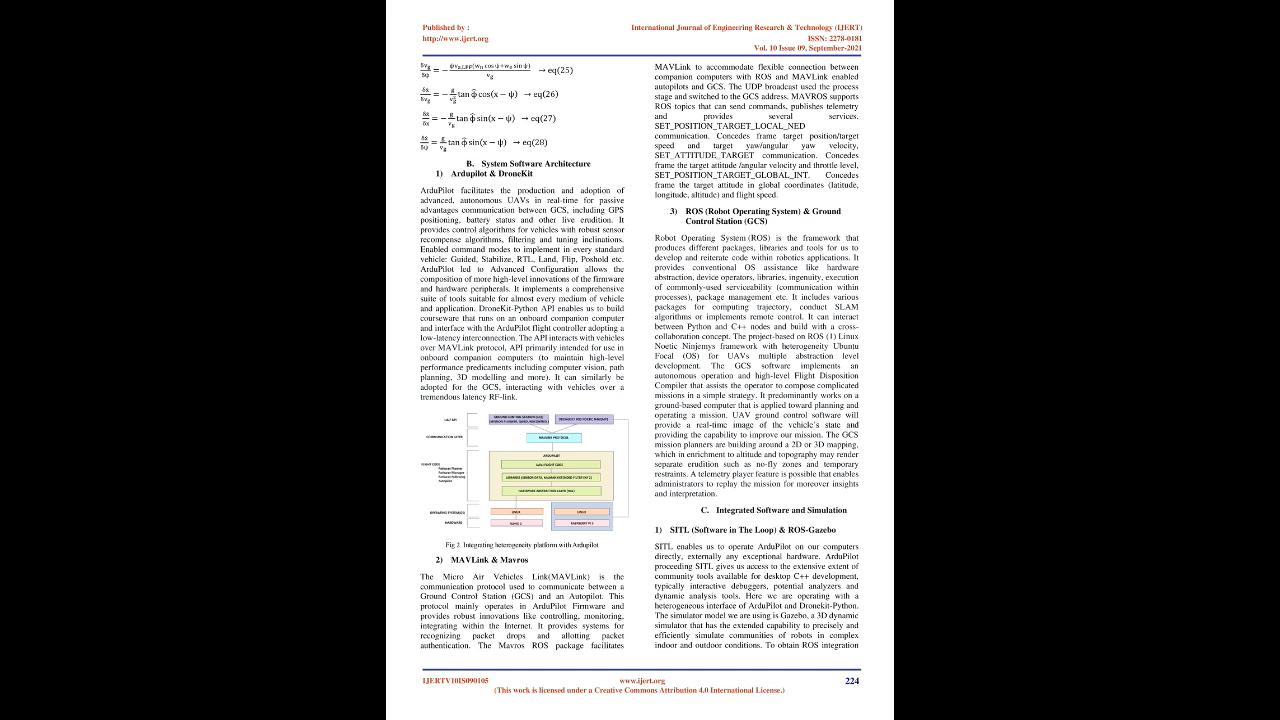 Published by :
http://www.ijert.org
International Journal of Engineering Research & Technology (IJERT)
ISSN: 2278-0181
Vol. 10 Issue 09, September-2021
→ eq(25)
→ eq(26)
→ eq(27)
→ eq(28)
B. System Software Architecture
1) Ardupilot & DroneKit
ArduPilot facilitates the production and adoption of
advanced, autonomous UAVs in real-time for passive
advantages communication between GCS, including GPS
positioning, battery status and other live erudition. It
provides control algorithms for vehicles with robust sensor
recompense algorithms, filtering and tuning inclinations.
Enabled command modes to implement in every standard
vehicle: Guided, Stabilize, RTL, Land, Flip, Poshold etc.
ArduPilot led to Advanced Configuration allows the
composition of more high-level innovations of the firmware
and hardware peripherals. It implements a comprehensive
suite of tools suitable for almost every medium of vehicle
and application. DroneKit-Python API enables us to build
courseware that runs on an onboard companion computer
and interface with the ArduPilot flight controller adopting a
low-latency interconnection. The API interacts with vehicles
over MAVLink protocol, API primarily intended for use in
onboard companion computers (to maintain high-level
performance predicaments including computer vision, path
planning, 3D modelling and more). It can similarly be
adopted for the GCS, interacting with vehicles over a
tremendous latency RF-link.
COMMUNICATION LAYER
MAVLINK PROTOCOL
ARDUPILOT
FLIGHT CODE
OPERATING SYSTEM(OS)
LINUX
LINUX
HARDWARE
NAVIO 2
RASPBERRY PI 3
Fig 2. Integrating heterogeneity platform with Ardupilot
2) MAVLink & Mavros
The Micro Air Vehicles Link(MAVLink) is the
communication protocol used to communicate between a
Ground Control Station (GCS) and an Autopilot. This
protocol mainly operates in ArduPilot Firmware and
provides robust innovations like controlling, monitoring,
integrating within the Internet. It provides systems for
recognizing packet drops and allotting packet
authentication. The Mavros ROS package facilitates
MAVLink to accommodate flexible connection between
companion computers with ROS and MAVLink enabled
autopilots and GCS. The UDP broadcast used the process
stage and switched to the GCS address. MAVROS supports
ROS topics that can send commands, publishes telemetry
and provides several services.
SET_POSITION_TARGET_LOCAL_NED
communication. Concedes frame target position/target
speed and target yaw/angular yaw velocity,
SET_ATTITUDE_TARGET communication. Concedes
frame the target attitude /angular velocity and throttle level,
SET_POSITION_TARGET_GLOBAL_INT. Concedes
frame the target attitude in global coordinates (latitude,
longitude, altitude) and flight speed.
3) ROS (Robot Operating System) & Ground
Control Station (GCS)
Robot Operating System (ROS) is the framework that
produces different packages, libraries and tools for us to
develop and reiterate code within robotics applications. It
provides conventional OS assistance like hardware
abstraction, device operators, libraries, ingenuity, execution
of commonly-used serviceability (communication within
processes), package management etc. It includes various
packages for computing trajectory, conduct SLAM
algorithms or implements remote control. It can interact
between Python and C++ nodes and build with a cross-
collaboration concept. The project-based on ROS (1) Linux
Noetic Ninjemys framework with heterogeneity Ubuntu
Focal (OS) for UAVs multiple abstraction level
development. The GCS software implements an
autonomous operation and high-level Flight Disposition
Compiler that assists the operator to compose complicated
missions in a simple strategy. It predominantly works on a
ground-based computer that is applied toward planning and
operating a mission. UAV ground control software will
provide a real-time image of the vehicle's state and
providing the capability to improve our mission. The GCS
mission planners are building around a 2D or 3D mapping,
which in enrichment to altitude and topography may render
separate erudition such as no-fly zones and temporary
restraints. A telemetry player feature is possible that enables
administrators to replay the mission for moreover insights
and interpretation.
C. Integrated Software and Simulation
1) SITL (Software in The Loop) & ROS-Gazebo
SITL enables us to operate ArduPilot on our computers
directly, externally any exceptional hardware. ArduPilot
proceeding SITL gives us access to the extensive extent of
community tools available for desktop C++ development,
typically interactive debuggers, potential analyzers and
dynamic analysis tools. Here we are operating with a
heterogeneous interface of ArduPilot and Dronekit-Python.
The simulator model we are using is Gazebo, a 3D dynamic
simulator that has the extended capability to precisely and
efficiently simulate communities of robots in complex
indoor and outdoor conditions. To obtain ROS integration
IJERTV10IS090105
www.ijert.org
224
(This work is licensed under a Creative Commons Attribution 4.0 International License.)